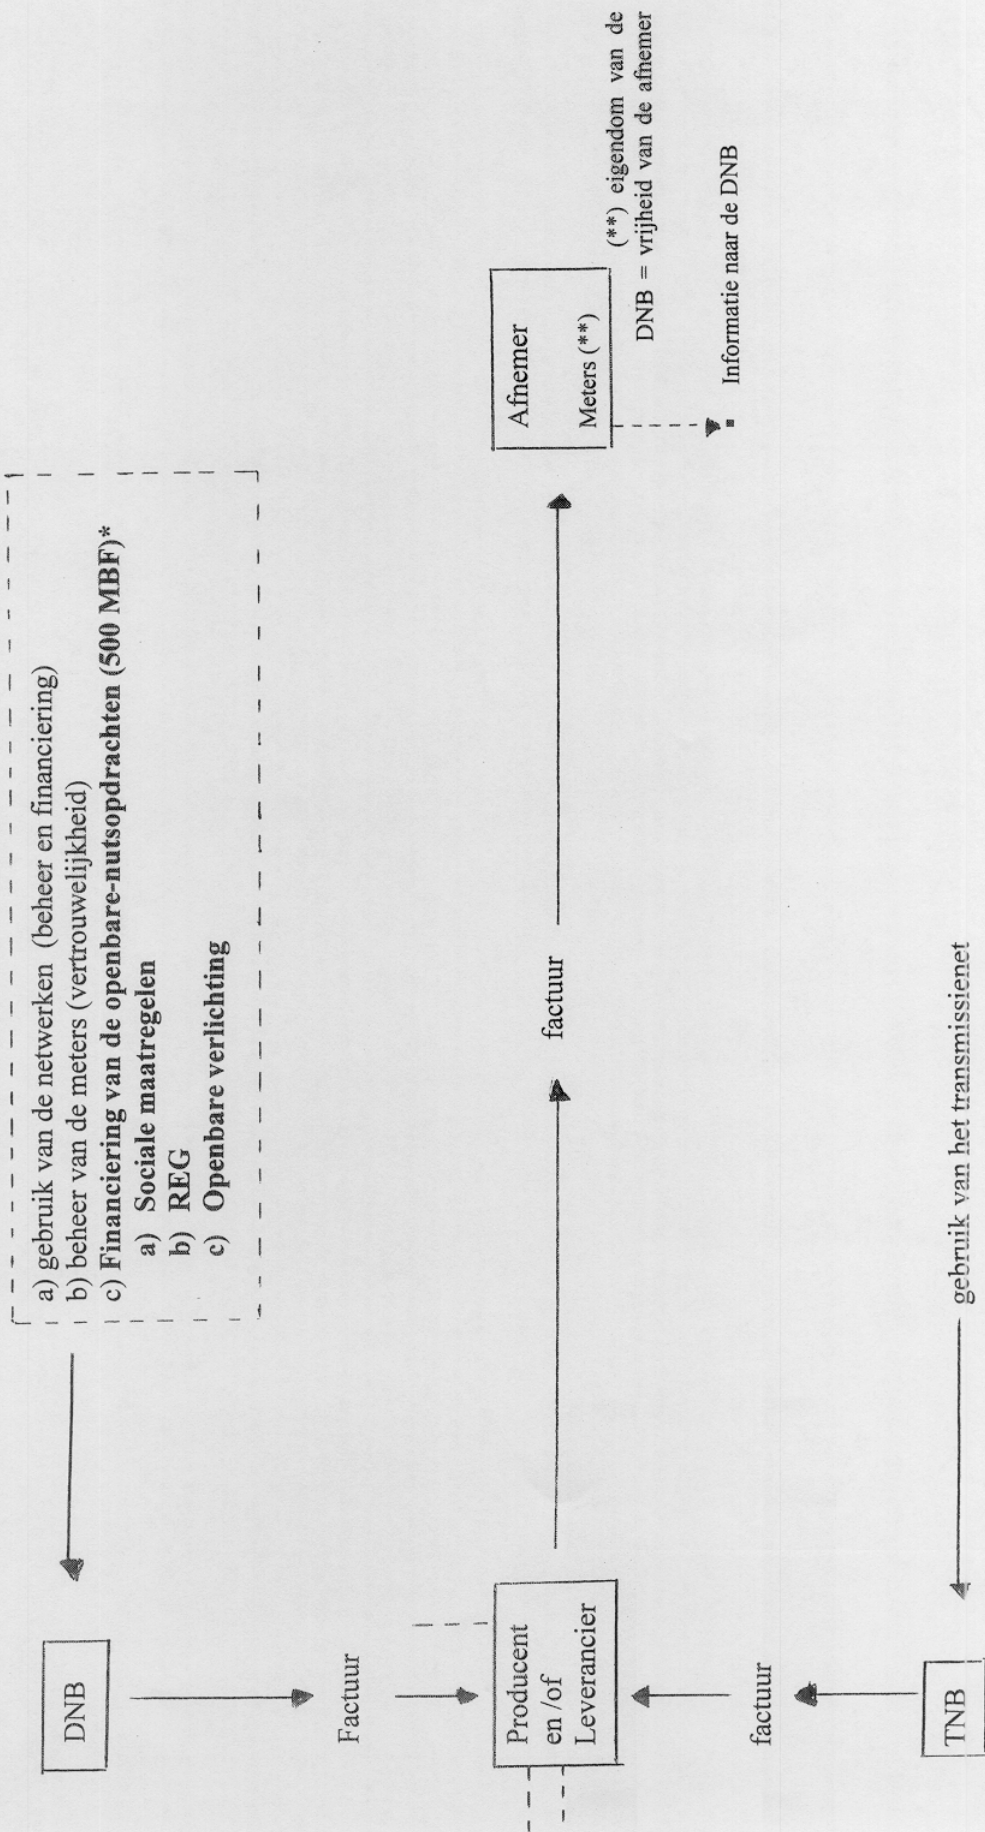 a) gebruik van de netwerken (beheer en financiering)
b) beheer van de meters (vertrouwelijkheid)
c) Financiering van de openbare-nutsopdrachten (500 MBF)*
a) Sociale maatregelen
b) REG
c) Openbare verlichting
DNB
Factuur
Producent
en /of
Leverancier
factuur
Afnemer
Meters (**)
(**) eigendom van de
DNB = vrijheid van de afnemer
Informatie naar de DNB
factuur
TNB
gebruik van het transmissienet